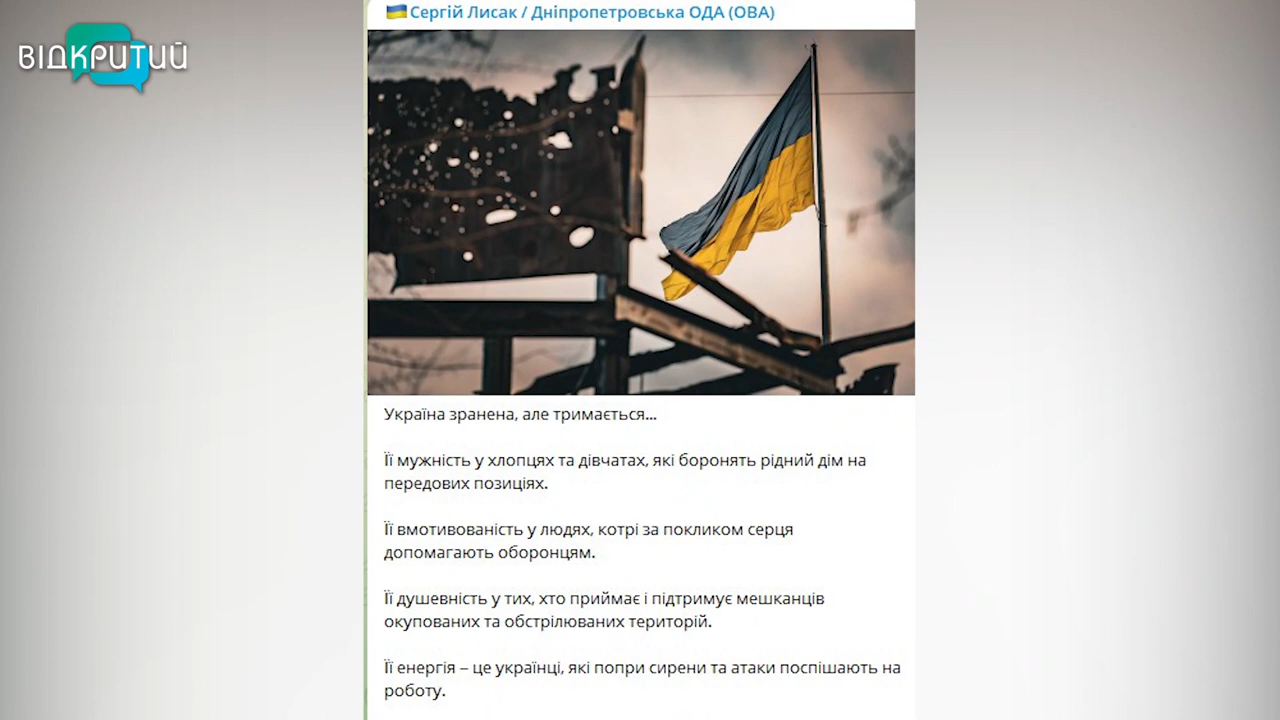 ВІДКРИТИЙ
Сергій Лисак / Дніпропетровська ОДА (ОВА)
Україна зранена, але тримається...
Її мужність у хлопцях та дівчатах, які боронять рідний дім на
передових позиціях.
Її вмотивованість у людях, котрі за покликом серця
допомагають оборонцям.
Її душевність у тих, хто приймає і підтримує мешканців
окупованих та обстрілюваних територій.
Її енергія – це українці, які попри сирени та атаки поспішають на
роботу.